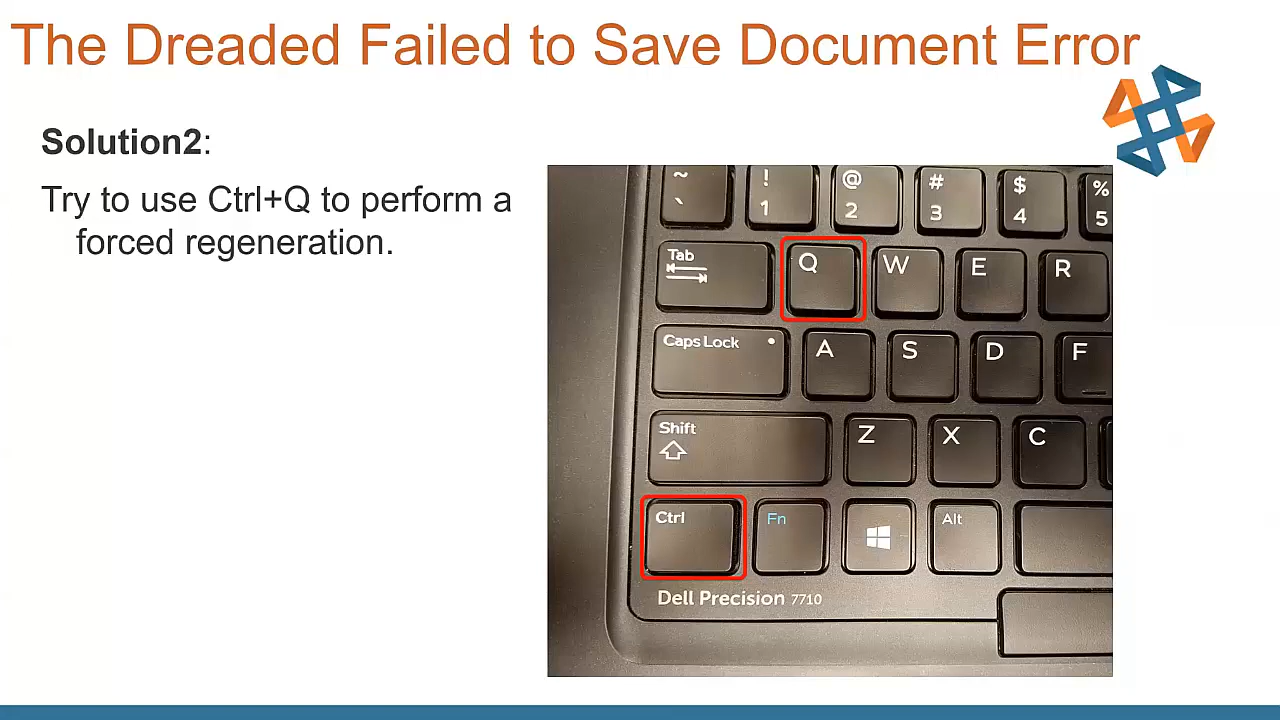 The Dreaded Failed to Save Document Error
Solution2:
Try to use Ctrl+Q to perform a
forced regeneration.
~ ! @ # $ %
` 1 2 3 4 5
Tab Q W E R
Caps Lock A S D F
Shift Z X C
Ctrl Fn Alt
Dell Precision 7710